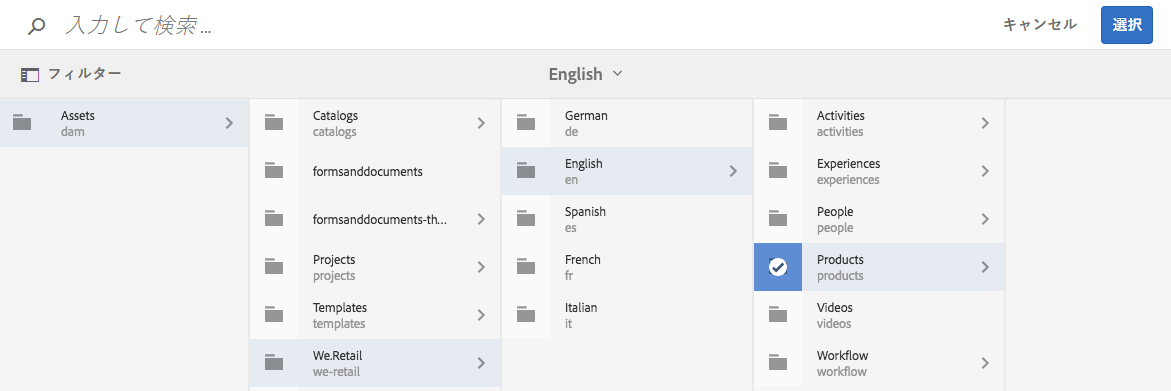 入力して検索 ...
キャンセル
選択
フィルター
English
Assets
dam
Catalogs
catalogs
formsanddocuments
formsanddocuments-th...
Projects
projects
Templates
templates
We.Retail
we-retail
German
de
English
en
Spanish
es
French
fr
Italian
it
Activities
activities
Experiences
experiences
People
people
Products
products
Videos
videos
Workflow
workflow